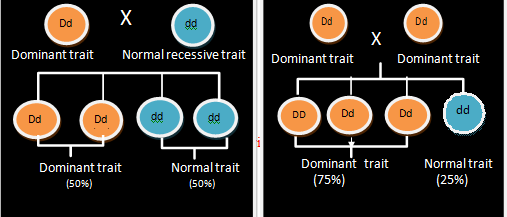 Dd X dd
Dominant trait Normal recessive trait
Dd Dd dd dd
Dominant trait Normal trait
(50%) (50%)
Dd X Dd
Dominant trait Dominant trait
DD Dd Dd dd
Dominant trait Normal trait
(75%) (25%)
i